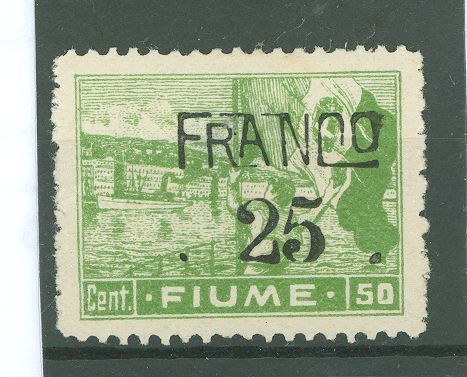 FRANCO
. 25 .
Cent. · FIUME · 50